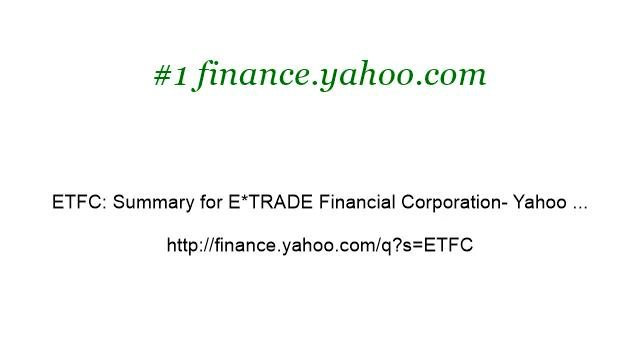 #1 finance.yahoo.com
ETFC: Summary for E*TRADE Financial Corporation- Yahoo ...
http://finance.yahoo.com/q?s=ETFC